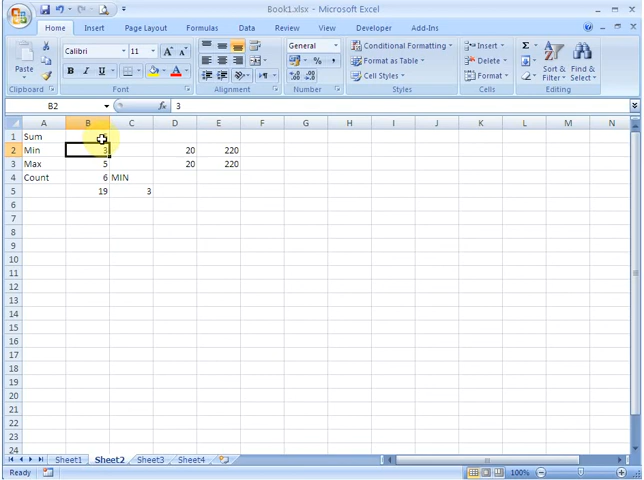 Book1.xlsx - Microsoft Excel
Home Insert Page Layout Formulas Data Review View Developer Add-Ins
Paste
Clipboard
Calibri 11 A A
B I U A
Font
Alignment
General
$ % ,
Number
Conditional Formatting
Format as Table
Cell Styles
Styles
Insert
Delete
Format
Cells
Σ
Sort & Filter
Find & Select
Editing
B2 fx 3
A B C D E F G H I J K L M N
1 Sum
2 Min 3 20 220
3 Max 5 20 220
4 Count 6 MIN
5 19 3
6
7
8
9
10
11
12
13
14
15
16
17
18
19
20
21
22
23
24
Sheet1 Sheet2 Sheet3 Sheet4
Ready 100%